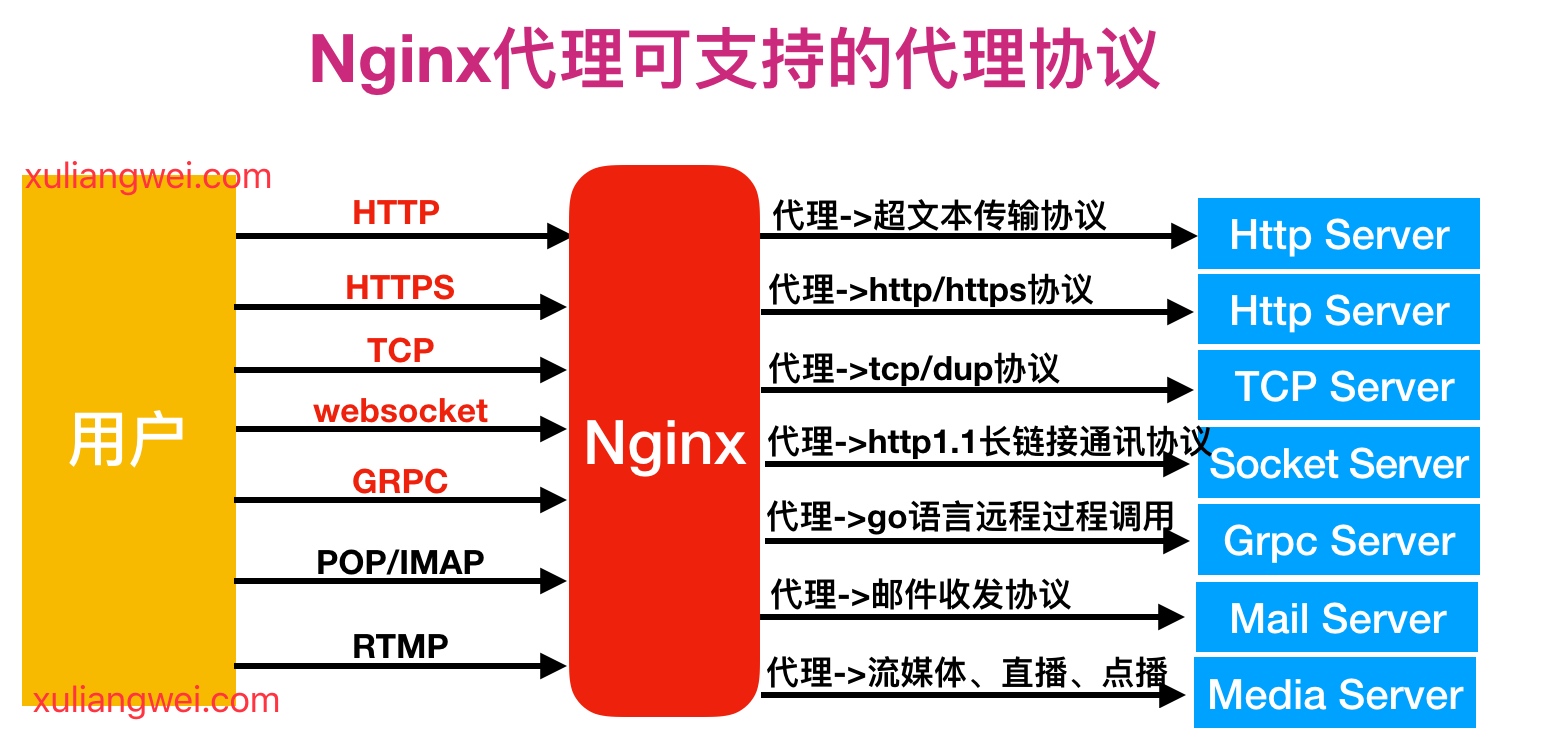 Nginx代理可支持的代理协议
xuliangwei.com
用户
HTTP
HTTPS
TCP
websocket
GRPC
POP/IMAP
RTMP
Nginx
代理->超文本传输协议
代理->http/https协议
代理->tcp/dup协议
代理->http1.1长链接通讯协议
代理->go语言远程过程调用
代理->邮件收发协议
代理->流媒体、直播、点播
Http Server
Http Server
TCP Server
Socket Server
Grpc Server
Mail Server
Media Server
xuliangwei.com